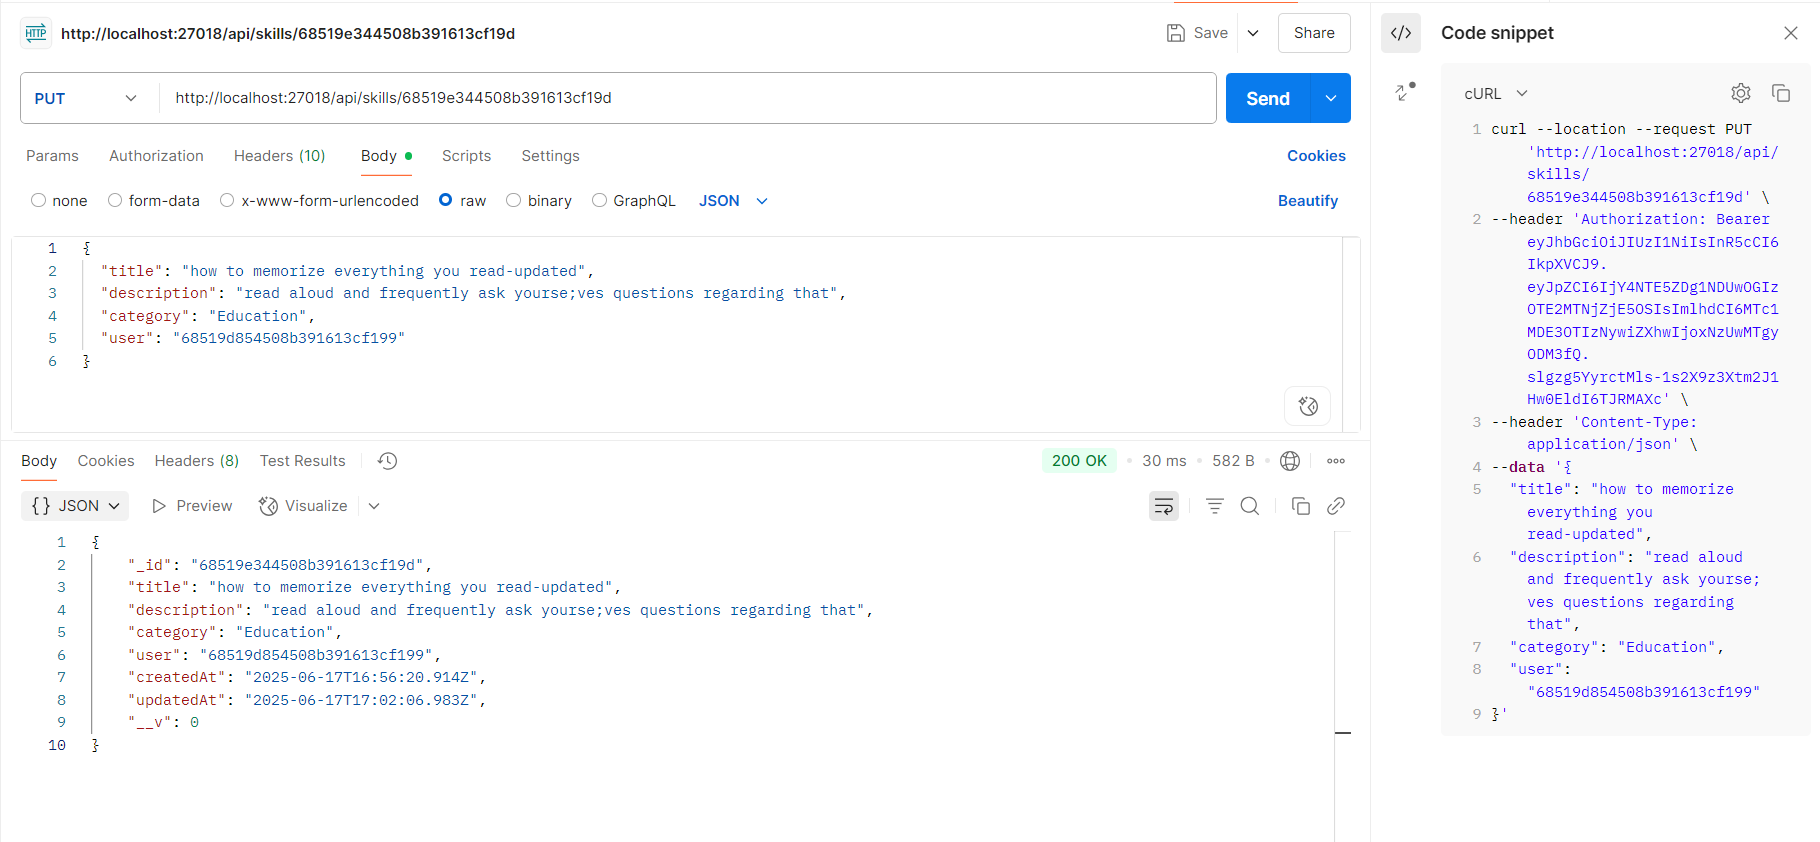 HTTP http://localhost:27018/api/skills/68519e344508b391613cf19d Save Share
PUT http://localhost:27018/api/skills/68519e344508b391613cf19d Send
Params Authorization Headers (10) Body Scripts Settings Cookies
none form-data x-www-form-urlencoded raw binary GraphQL JSON Beautify
1 {
2 "title": "how to memorize everything you read-updated",
3 "description": "read aloud and frequently ask yourse;ves questions regarding that",
4 "category": "Education",
5 "user": "68519d854508b391613cf199"
6 }
Body Cookies Headers (8) Test Results 200 OK 30 ms 582 B
{} JSON Preview Visualize
1 {
2 "_id": "68519e344508b391613cf19d",
3 "title": "how to memorize everything you read-updated",
4 "description": "read aloud and frequently ask yourse;ves questions regarding that",
5 "category": "Education",
6 "user": "68519d854508b391613cf199",
7 "createdAt": "2025-06-17T16:56:20.914Z",
8 "updatedAt": "2025-06-17T17:02:06.983Z",
9 "__v": 0
10 }
</> Code snippet
cURL
1 curl --location --request PUT
'http://localhost:27018/api/
skills/
68519e344508b391613cf19d' \
2 --header 'Authorization: Bearer
eyJhbGciOiJIUzI1NiIsInR5cCI6
IkpXVCJ9.
eyJpZCI6IjY4NTE5ZDg1NDUwOGIz
OTE2MTNjZjE5OSIsImlhdCI6MTc1
MDE3OTIzNywiZXhwIjoxNzUwMTgy
ODM3fQ.
slgzg5YyrctMls-1s2X9z3Xtm2J1
Hw0EldI6TJRMAXc' \
3 --header 'Content-Type:
application/json' \
4 --data '{
5 "title": "how to memorize
everything you
read-updated",
6 "description": "read aloud
and frequently ask yourse;
ves questions regarding
that",
7 "category": "Education",
8 "user":
"68519d854508b391613cf199"
9 }'